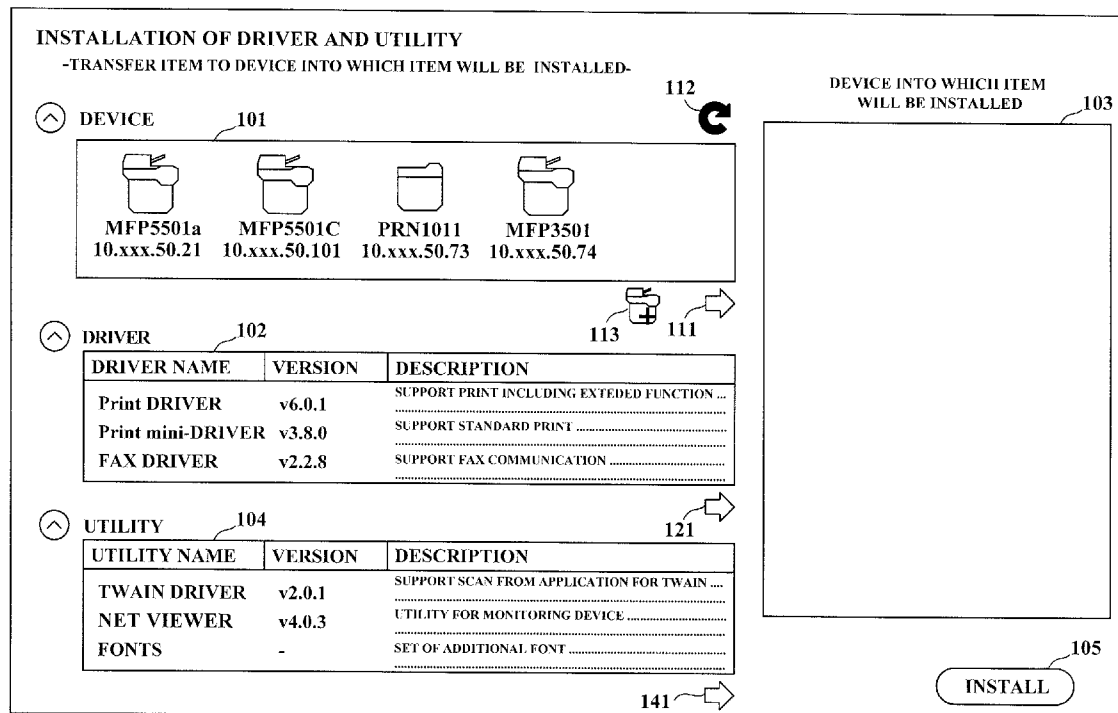 INSTALLATION OF DRIVER AND UTILITY
-TRANSFER ITEM TO DEVICE INTO WHICH ITEM WILL BE INSTALLED-
112
DEVICE INTO WHICH ITEM
WILL BE INSTALLED
103
DEVICE
101
MFP5501a
10.xxx.50.21
MFP5501C
10.xxx.50.101
PRN1011
10.xxx.50.73
MFP3501
10.xxx.50.74
113
111
DRIVER
102
DRIVER NAME VERSION DESCRIPTION
Print DRIVER v6.0.1 SUPPORT PRINT INCLUDING EXTEDED FUNCTION ...
Print mini-DRIVER v3.8.0 SUPPORT STANDARD PRINT ...............................
FAX DRIVER v2.2.8 SUPPORT FAX COMMUNICATION ........................
121
UTILITY
104
UTILITY NAME VERSION DESCRIPTION
TWAIN DRIVER v2.0.1 SUPPORT SCAN FROM APPLICATION FOR TWAIN ....
NET VIEWER v4.0.3 UTILITY FOR MONITORING DEVICE ....................
FONTS - SET OF ADDITIONAL FONT ................................
141
105
INSTALL